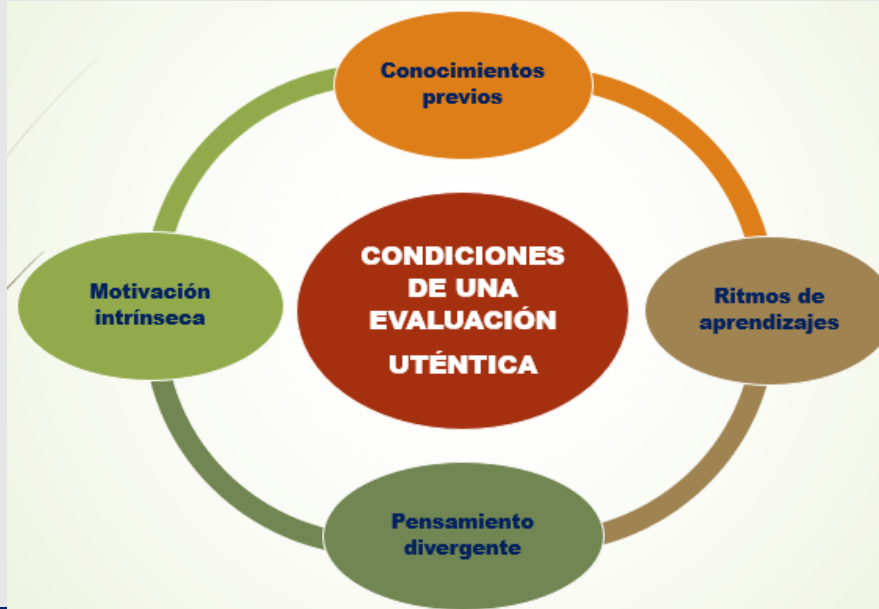 Conocimientos
previos
CONDICIONES
DE UNA
EVALUACIÓN
UTÉNTICA
Motivación
intrínseca
Ritmos de
aprendizajes
Pensamiento
divergente